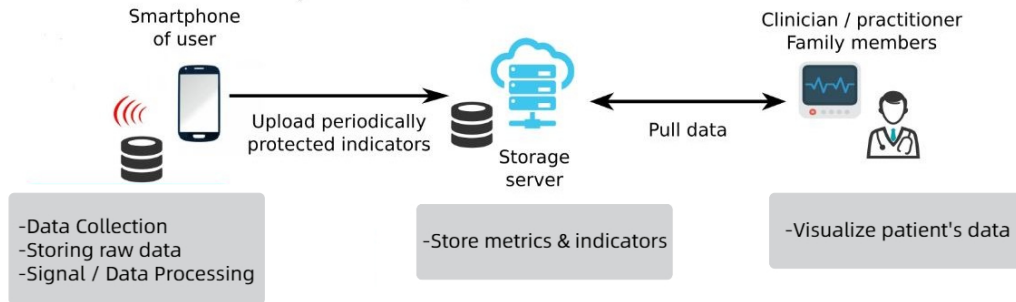 Smartphone
of user
Upload periodically
protected indicators
Storage
server
Pull data
Clinician / practitioner
Family members
-Data Collection
-Storing raw data
-Signal / Data Processing
-Store metrics & indicators
-Visualize patient's data